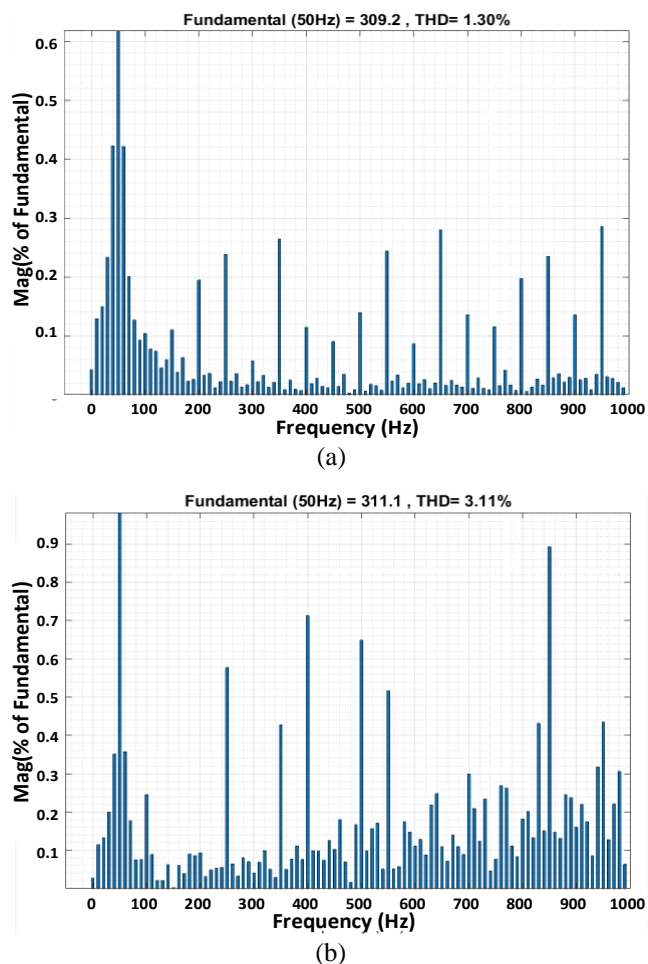 Fundamental (50Hz) = 309.2 , THD= 1.30%
Mag(% of Fundamental)
0.6
0.5
0.4
0.3
0.2
0.1
0 100 200 300 400 500 600 700 800 900 1000
Frequency (Hz)
(a)
Fundamental (50Hz) = 311.1 , THD= 3.11%
Mag(% of Fundamental)
0.9
0.8
0.7
0.6
0.5
0.4
0.3
0.2
0.1
0 100 200 300 400 500 600 700 800 900 1000
Frequency (Hz)
(b)